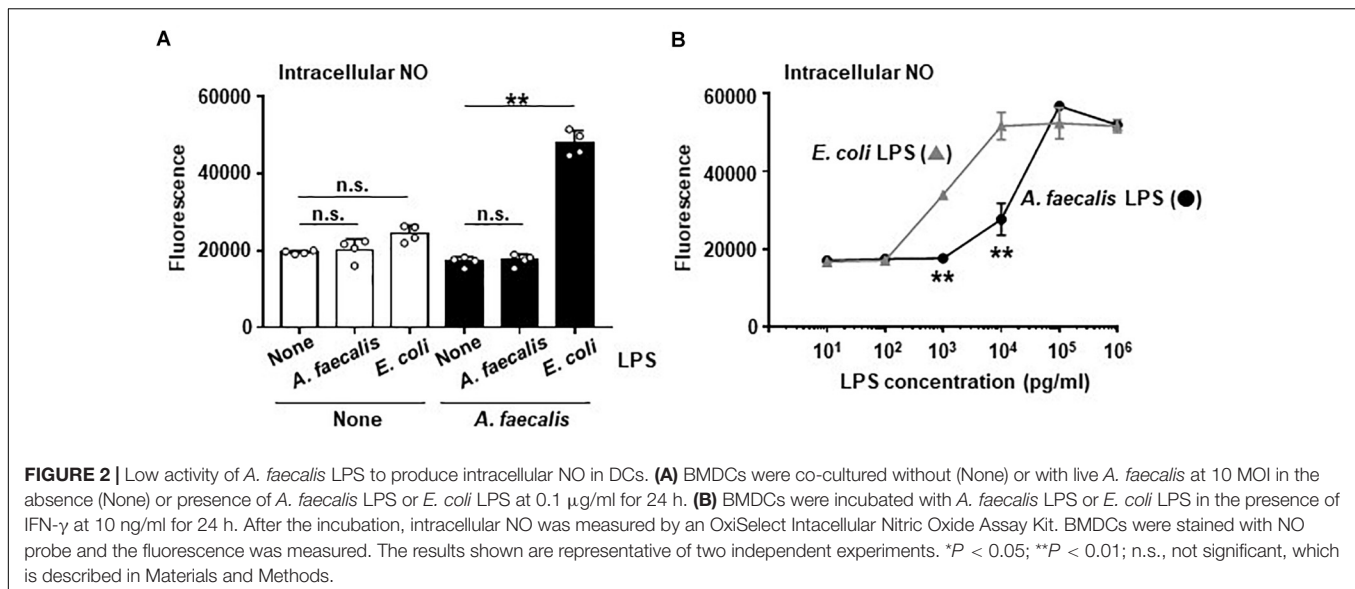 A
Intracellular NO
60000
40000
20000
0
Fluorescence
**
n.s.
n.s.
n.s.
None
A. faecalis
E. coli
None
A. faecalis
E. coli
LPS
None
A. faecalis
B
Intracellular NO
60000
40000
20000
0
Fluorescence
E. coli LPS (▲)
A. faecalis LPS (●)
**
**
10¹ 10² 10³ 10⁴ 10⁵ 10⁶
LPS concentration (pg/ml)
FIGURE 2 | Low activity of A. faecalis LPS to produce intracellular NO in DCs. (A) BMDCs were co-cultured without (None) or with live A. faecalis at 10 MOI in the
absence (None) or presence of A. faecalis LPS or E. coli LPS at 0.1 μg/ml for 24 h. (B) BMDCs were incubated with A. faecalis LPS or E. coli LPS in the presence of
IFN-γ at 10 ng/ml for 24 h. After the incubation, intracellular NO was measured by an OxiSelect Intacellular Nitric Oxide Assay Kit. BMDCs were stained with NO
probe and the fluorescence was measured. The results shown are representative of two independent experiments. *P < 0.05; **P < 0.01; n.s., not significant, which
is described in Materials and Methods.